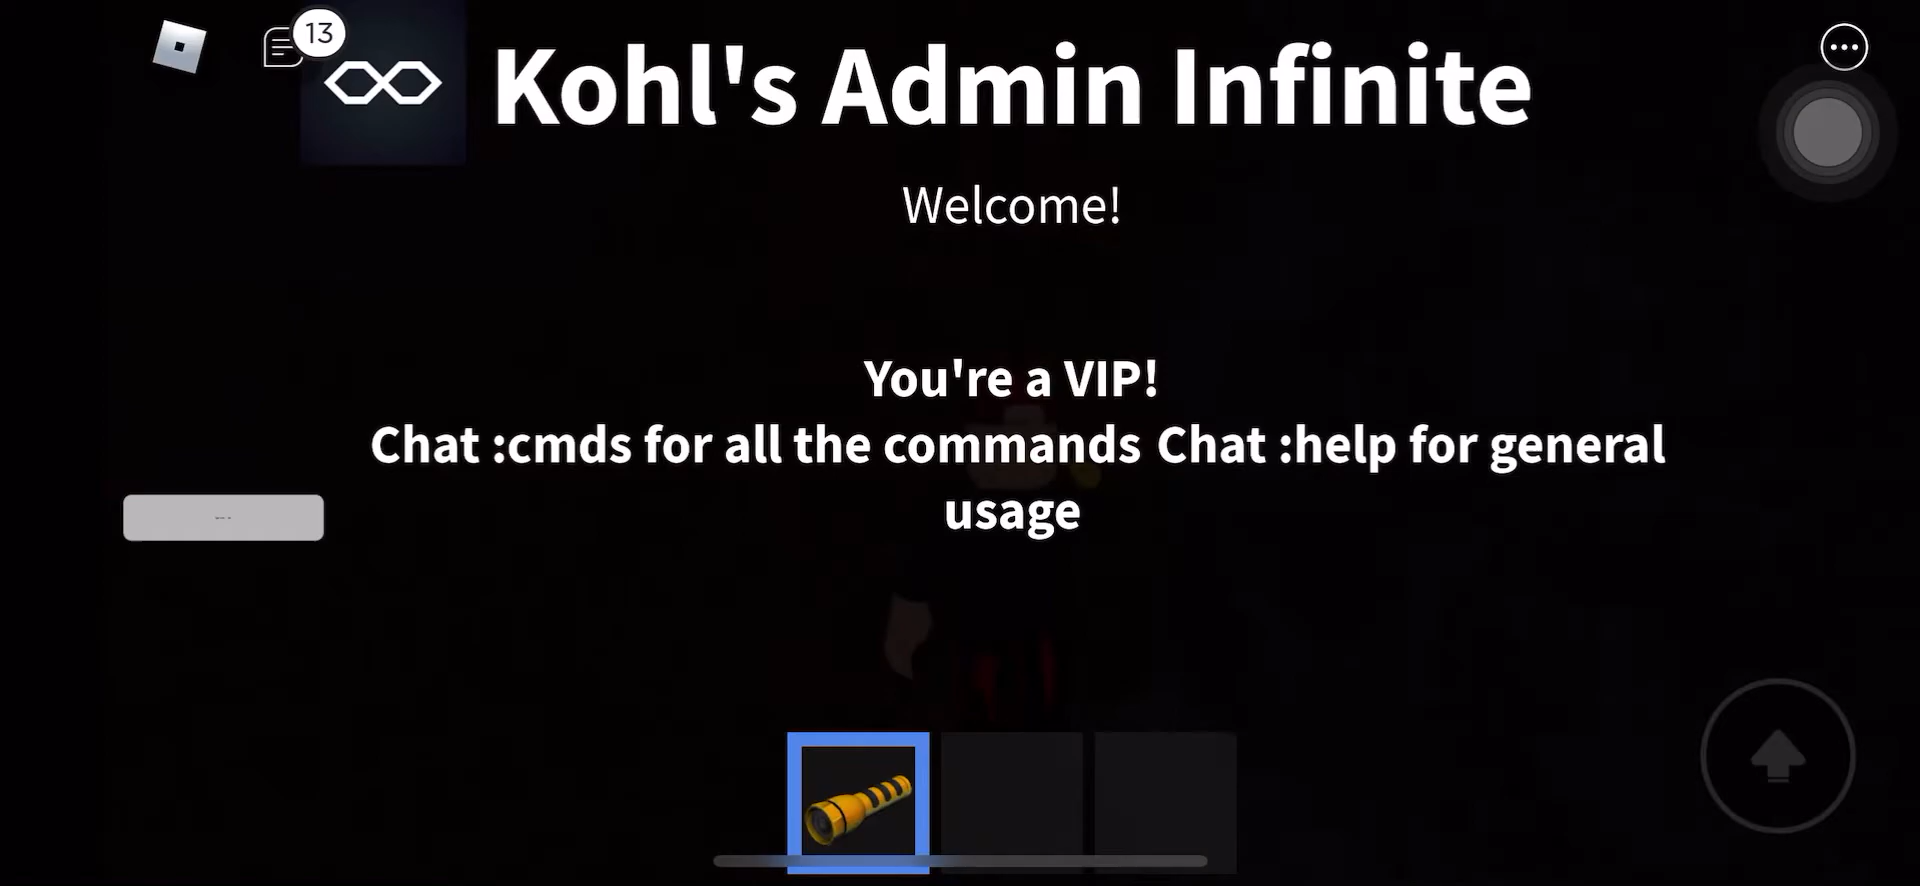 13
Kohl's Admin Infinite
Welcome!
You're a VIP!
Chat :cmds for all the commands Chat :help for general
usage